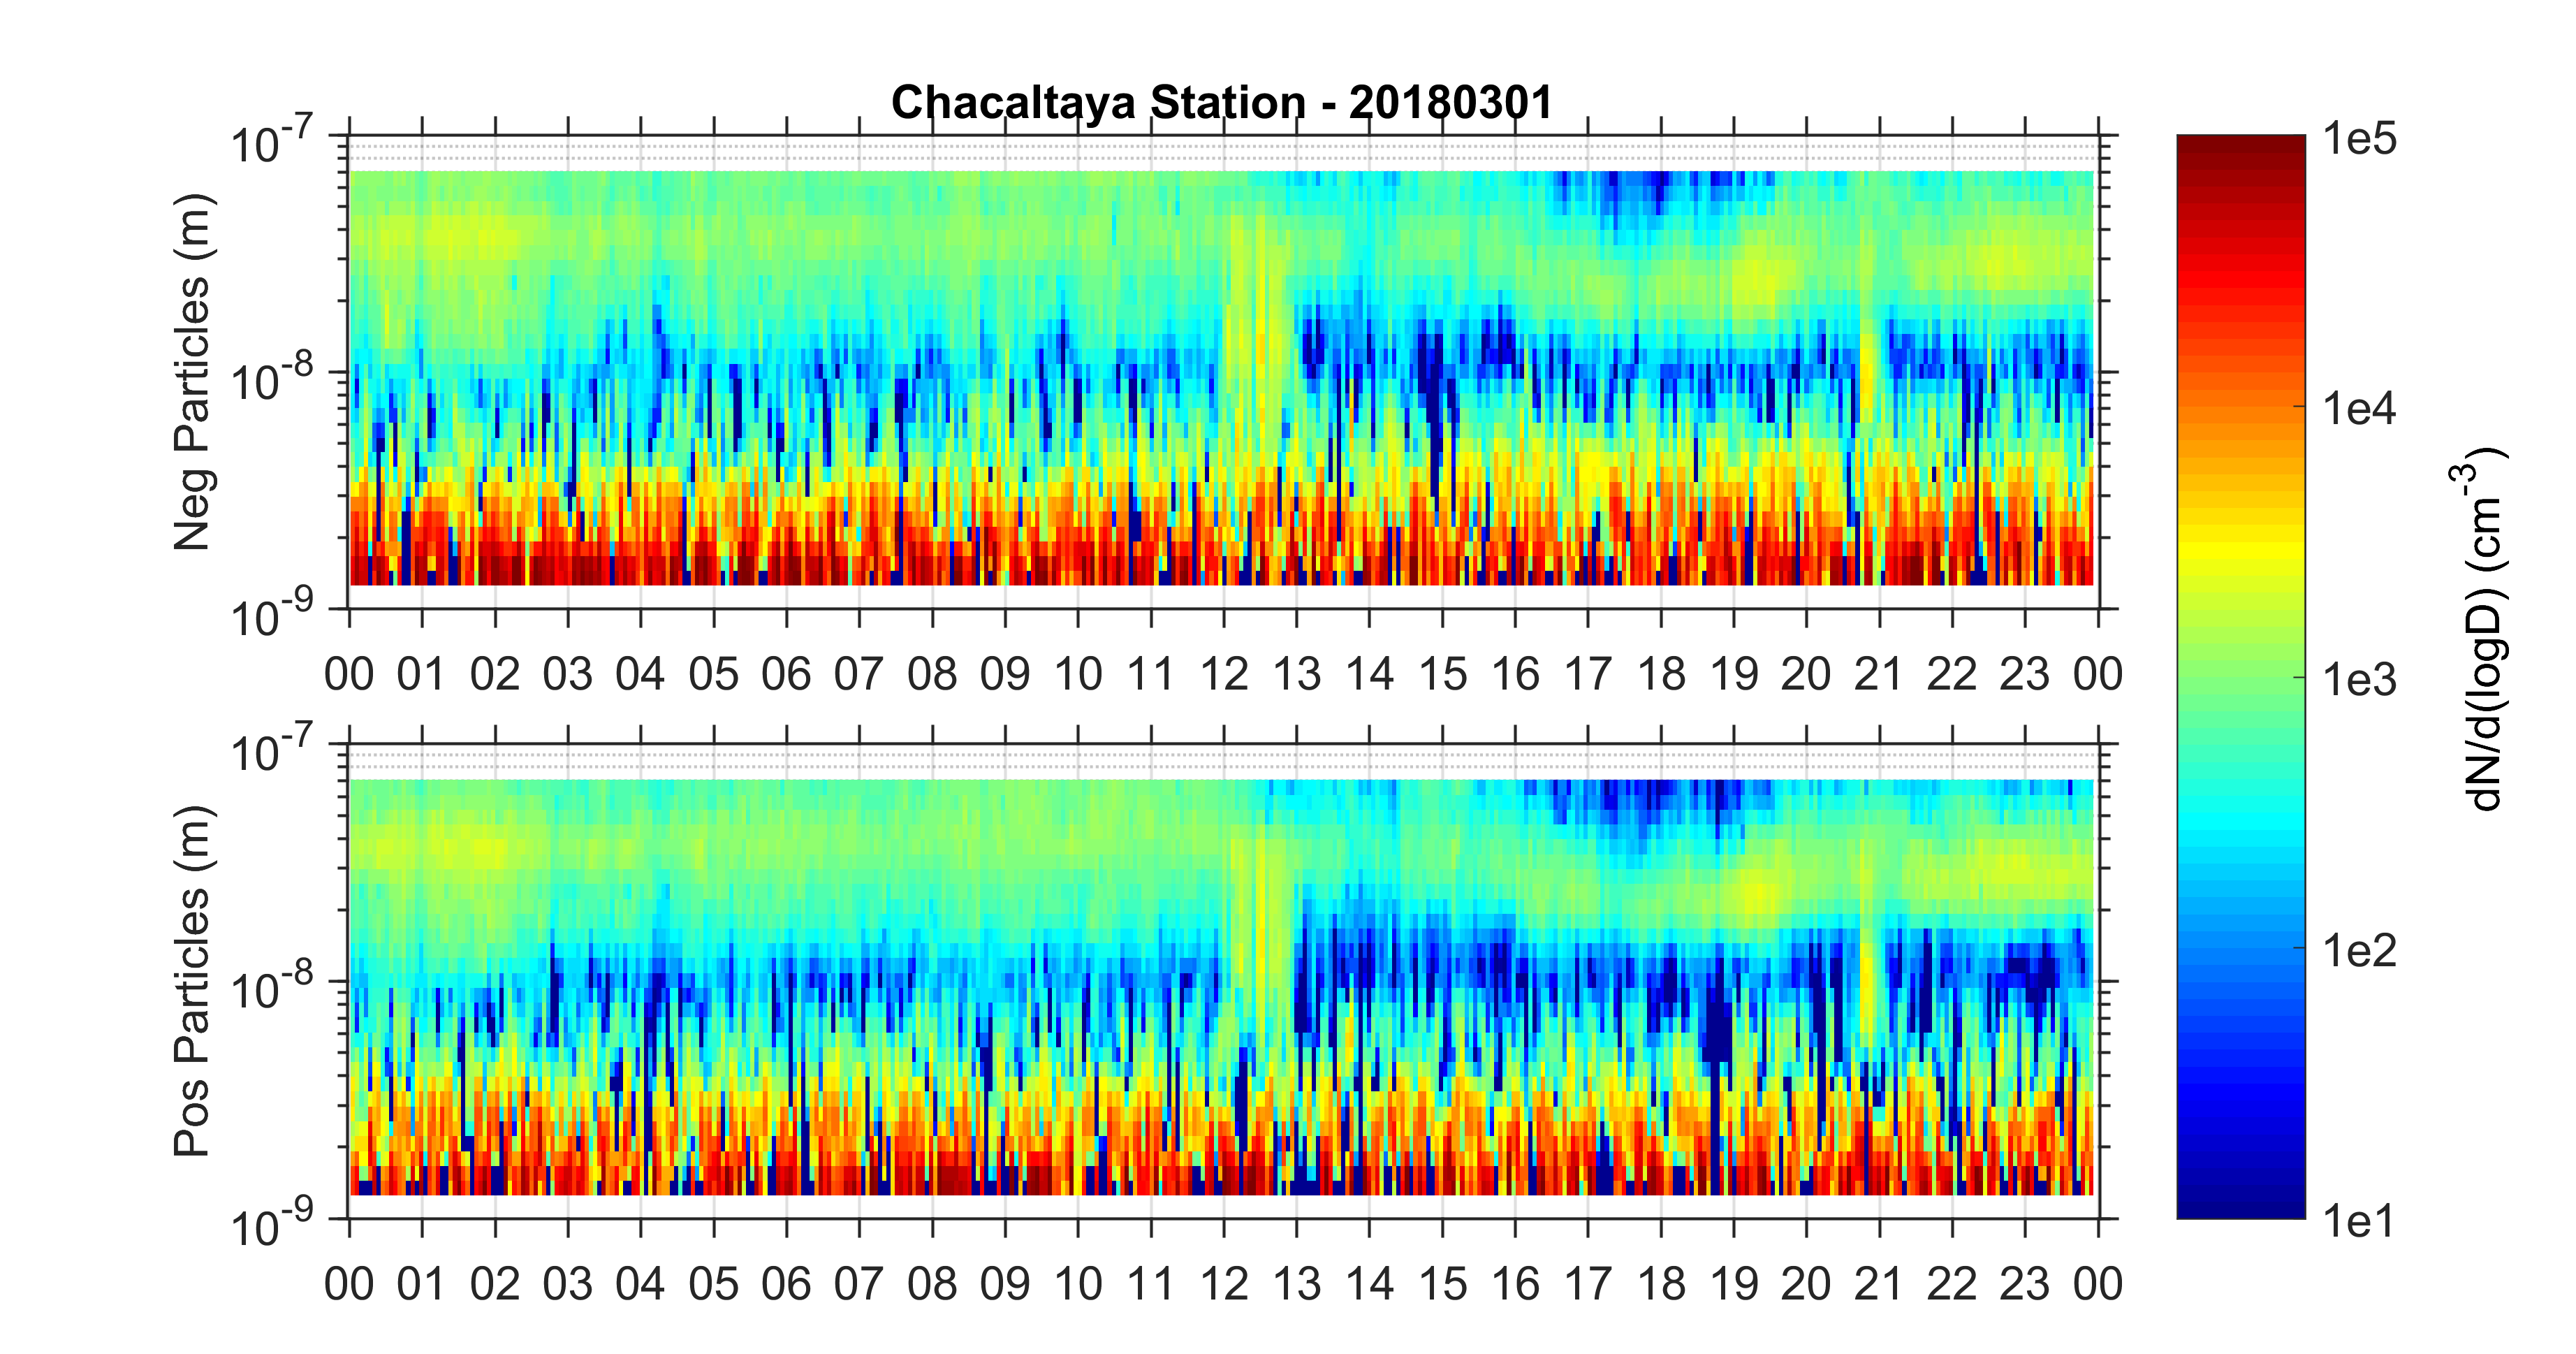 Chacaltaya Station - 20180301
10-7
10-8
10-9
Neg Particles (m)
00 01 02 03 04 05 06 07 08 09 10 11 12 13 14 15 16 17 18 19 20 21 22 23 00
10-7
10-8
10-9
Pos Particles (m)
00 01 02 03 04 05 06 07 08 09 10 11 12 13 14 15 16 17 18 19 20 21 22 23 00
1e5
1e4
1e3
1e2
1e1
dN/d(logD) (cm-3)